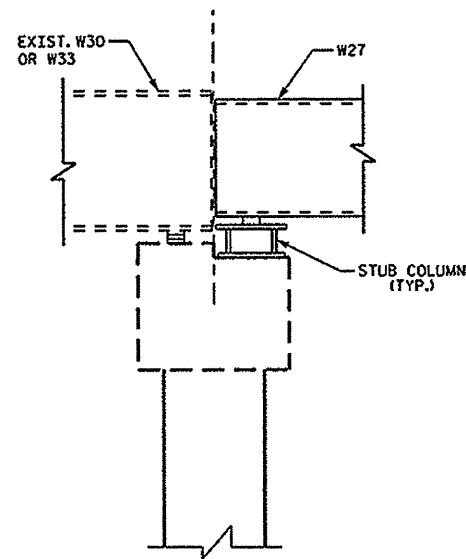 EXIST. W30
OR W33
W27
STUB COLUMN
(TYP.)